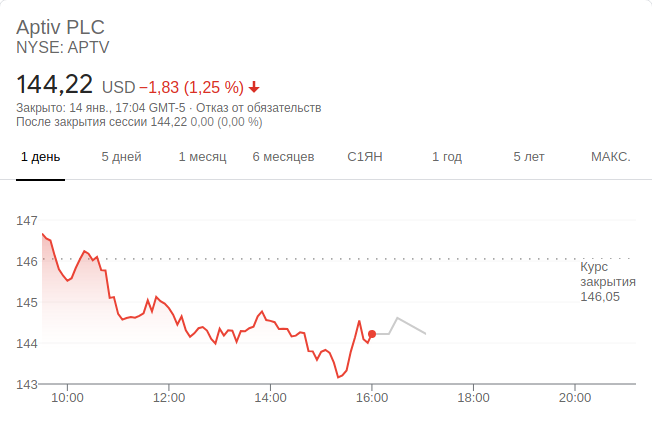 Aptiv PLC
NYSE: APTV
144,22 USD −1,83 (1,25 %)
Закрыто: 14 янв., 17:04 GMT-5 · Отказ от обязательств
После закрытия сессии 144,22 0,00 (0,00 %)
1 день 5 дней 1 месяц 6 месяцев С1ЯН 1 год 5 лет МАКС.
147
146
145
144
143
Курс
закрытия
146,05
10:00 12:00 14:00 16:00 18:00 20:00